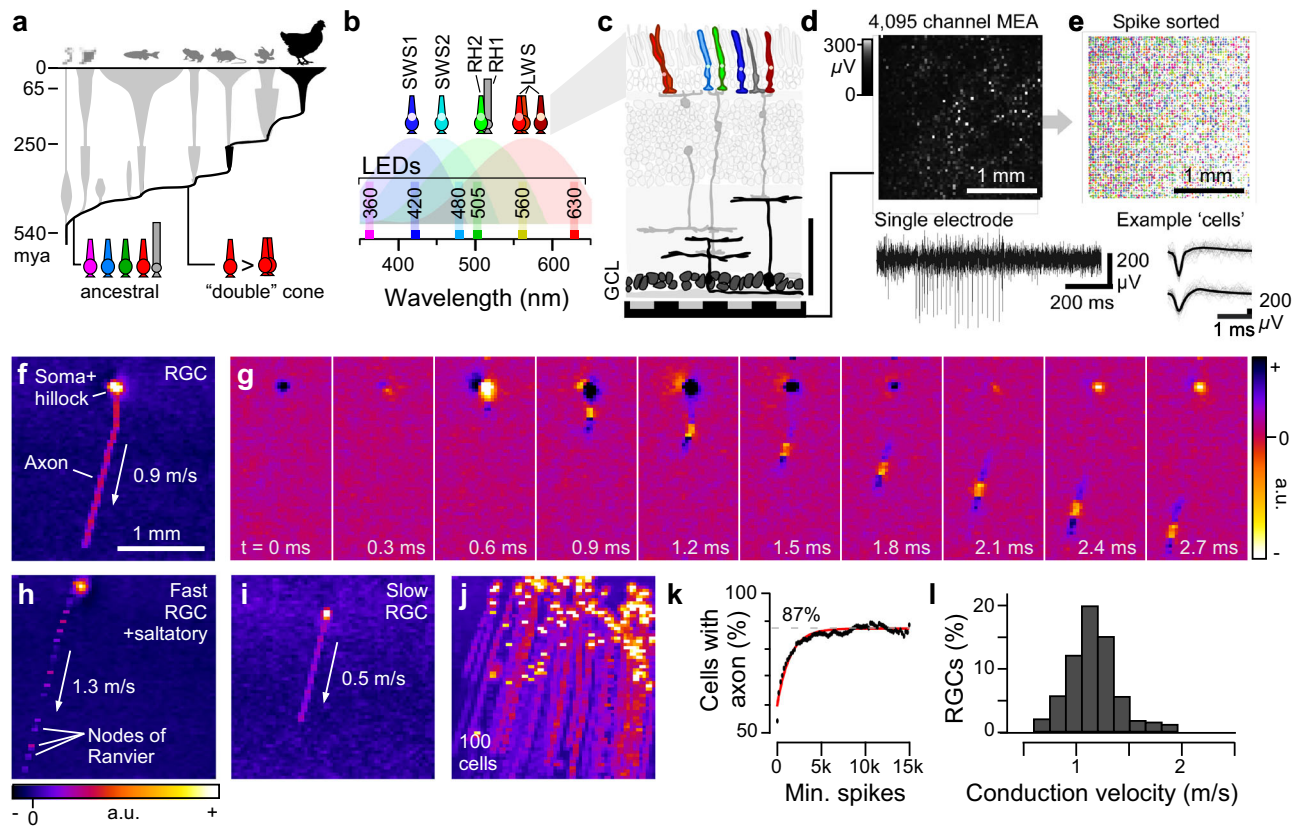 a
0
65
250
540
mya
ancestral
"double" cone
>
b
SWS1
SWS2
RH2
RH1
LWS
LEDs
360
420
480
505
560
630
400
500
600
Wavelength (nm)
c
GCL
d
4,095 channel MEA
300
µV
0
1 mm
Single electrode
200
µV
200 ms
e
Spike sorted
1 mm
Example 'cells'
200
µV
1 ms
f
Soma+
hillock
RGC
Axon
0.9 m/s
1 mm
g
t = 0 ms
0.3 ms
0.6 ms
0.9 ms
1.2 ms
1.5 ms
1.8 ms
2.1 ms
2.4 ms
2.7 ms
+
0
a.u.
-
h
Fast
RGC
+saltatory
1.3 m/s
Nodes of
Ranvier
- 0 a.u. +
i
Slow
RGC
0.5 m/s
j
100
cells
k
100
87%
50
Cells with
axon (%)
0 5k 10k 15k
Min. spikes
l
20
10
0
RGCs (%)
1 2
Conduction velocity (m/s)